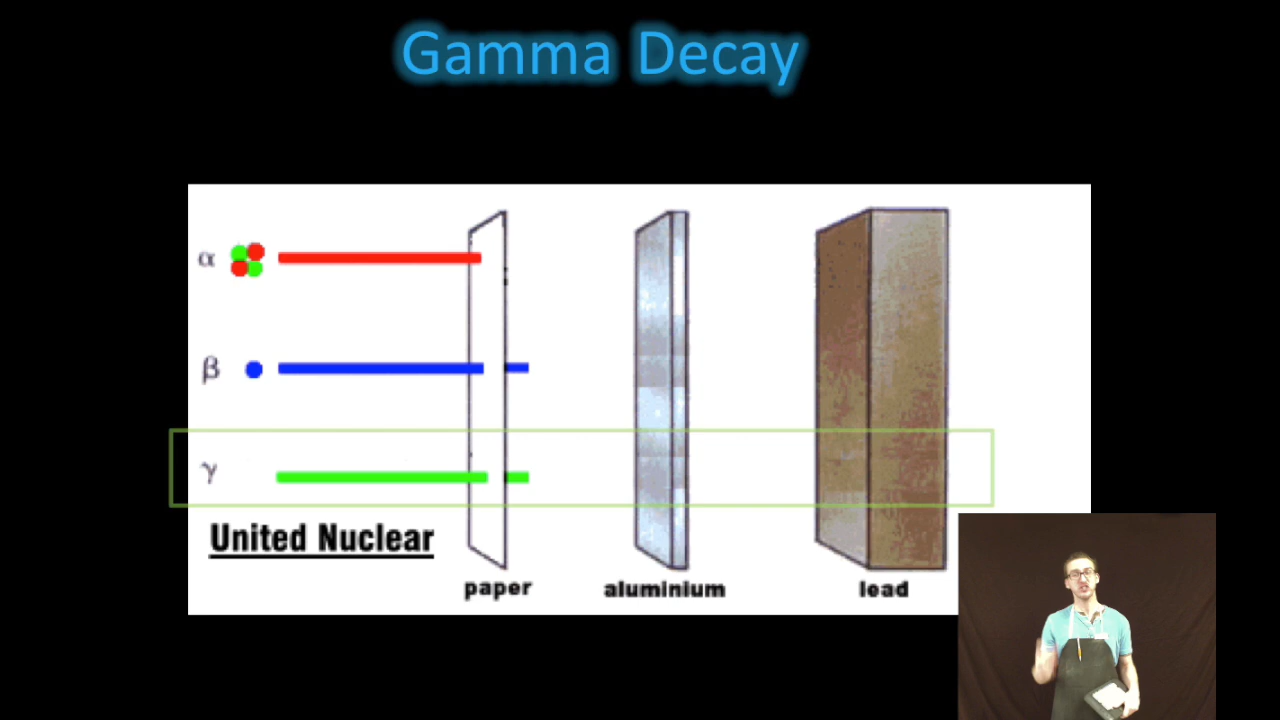 Gamma Decay
α
β
γ
United Nuclear
paper
aluminium
lead